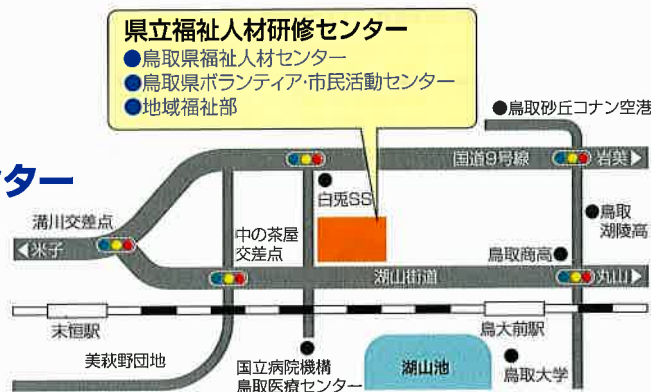 県立福祉人材研修センター
●鳥取県福祉人材センター
●鳥取県ボランティア・市民活動センター
●地域福祉部
●鳥取砂丘コナン空港
ター
国道9号線
岩美▶
白兎SS
溝川交差点
◀米子
中の茶屋
交差点
鳥取
湖陵高
鳥取商高
湖山街道
丸山▶
末恒駅
鳥大前駅
美萩野団地
国立病院機構
鳥取医療センター
湖山池
鳥取大学